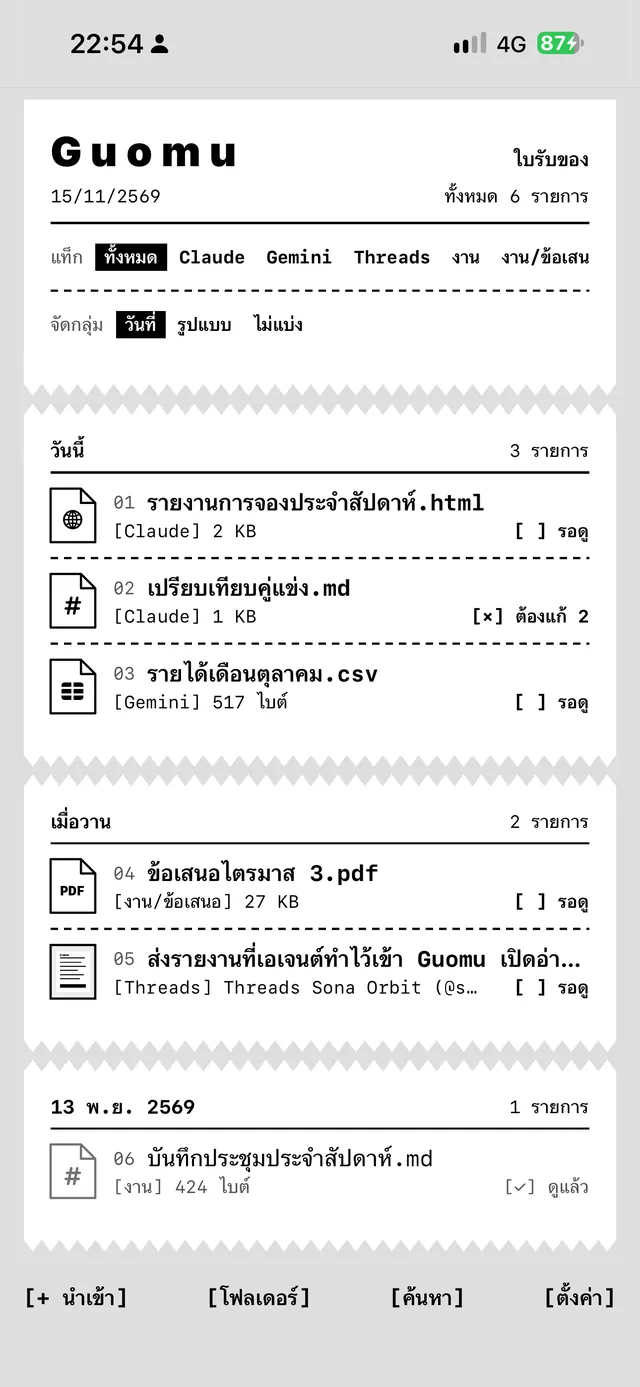 22:54 4G 87
Guomu ใบรับของ
15/11/2569 ทั้งหมด 6 รายการ
แท็ก ทั้งหมด Claude Gemini Threads งาน งาน/ข้อเสน
จัดกลุ่ม วันที่ รูปแบบ ไม่แบ่ง
วันนี้ 3 รายการ
01 รายงานการจองประจำสัปดาห์.html
[Claude] 2 KB [ ] รอดู
# 02 เปรียบเทียบคู่แข่ง.md
[Claude] 1 KB [×] ต้องแก้ 2
03 รายได้เดือนตุลาคม.csv
[Gemini] 517 ไบต์ [ ] รอดู
เมื่อวาน 2 รายการ
PDF 04 ข้อเสนอไตรมาส 3.pdf
[งาน/ข้อเสนอ] 27 KB [ ] รอดู
05 ส่งรายงานที่เอเจนต์ทำไว้เข้า Guomu เปิดอ่า…
[Threads] Threads Sona Orbit (@s… [ ] รอดู
13 พ.ย. 2569 1 รายการ
# 06 บันทึกประชุมประจำสัปดาห์.md
[งาน] 424 ไบต์ [✓] ดูแล้ว
[+ นำเข้า] [โฟลเดอร์] [ค้นหา] [ตั้งค่า]